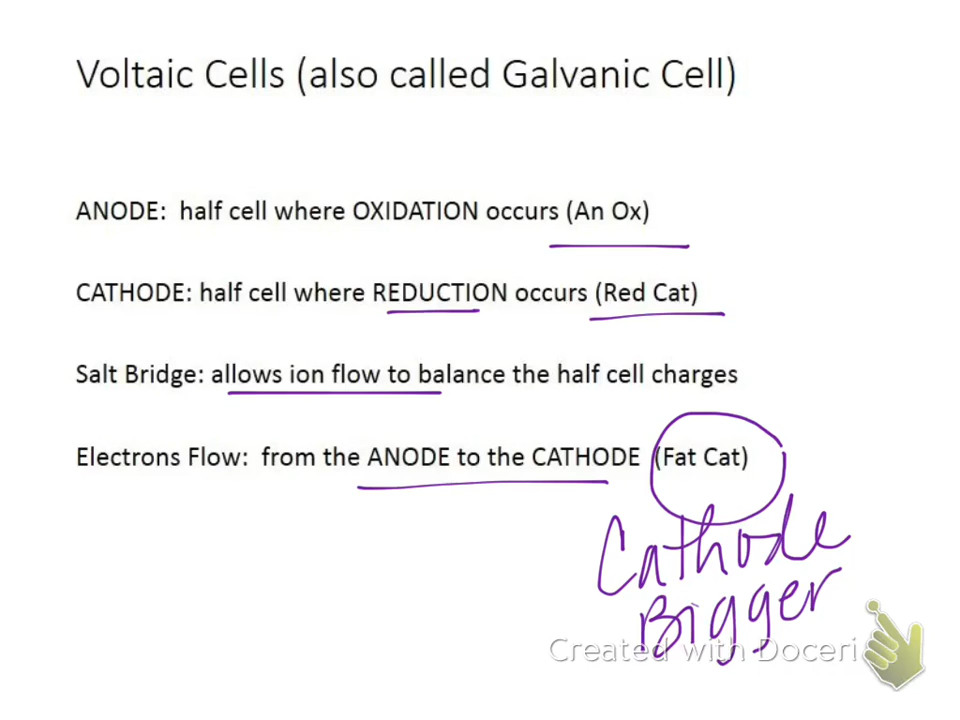 Voltaic Cells (also called Galvanic Cell)
ANODE: half cell where OXIDATION occurs (An Ox)
CATHODE: half cell where REDUCTION occurs (Red Cat)
Salt Bridge: allows ion flow to balance the half cell charges
Electrons Flow: from the ANODE to the CATHODE (Fat Cat)
Cathode
Bigger
Created with Doceri